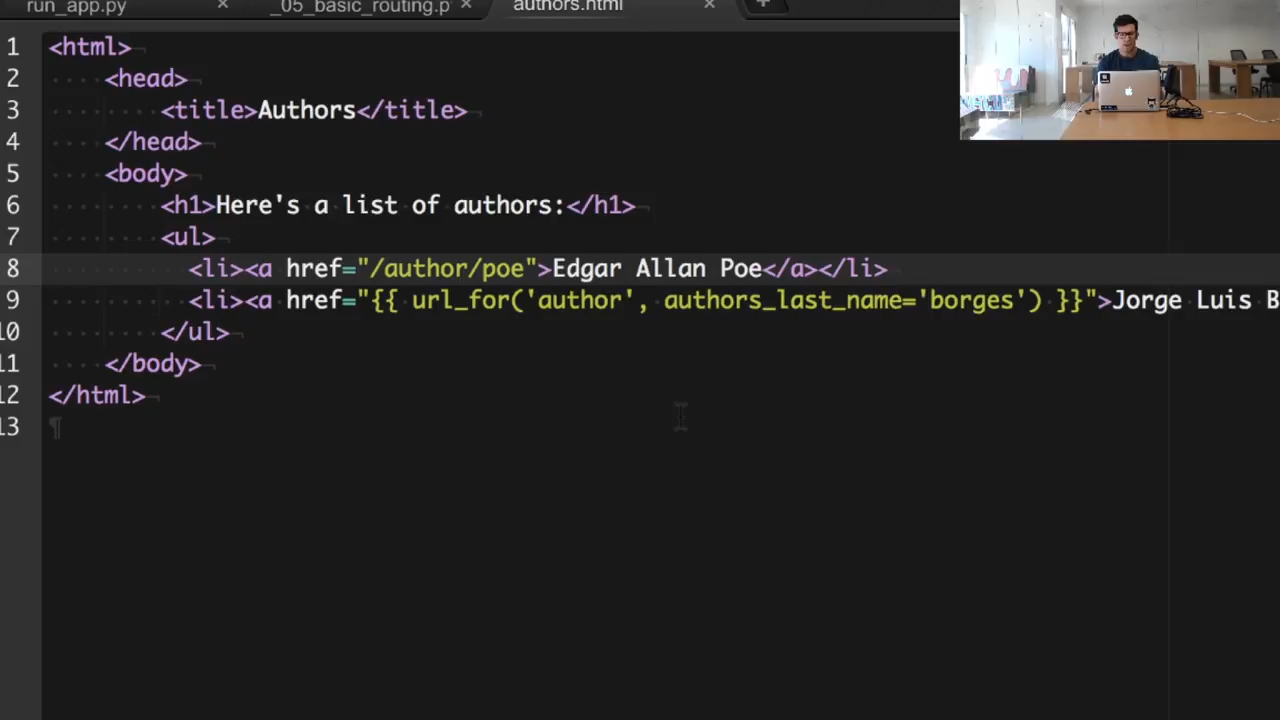 run_app.py × _05_basic_routing.p × authors.html × +
1 <html>
2 <head>
3 <title>Authors</title>
4 </head>
5 <body>
6 <h1>Here's a list of authors:</h1>
7 <ul>
8 <li><a href="/author/poe">Edgar Allan Poe</a></li>
9 <li><a href="{{ url_for('author', authors_last_name='borges') }}">Jorge Luis B
10 </ul>
11 </body>
12 </html>
13